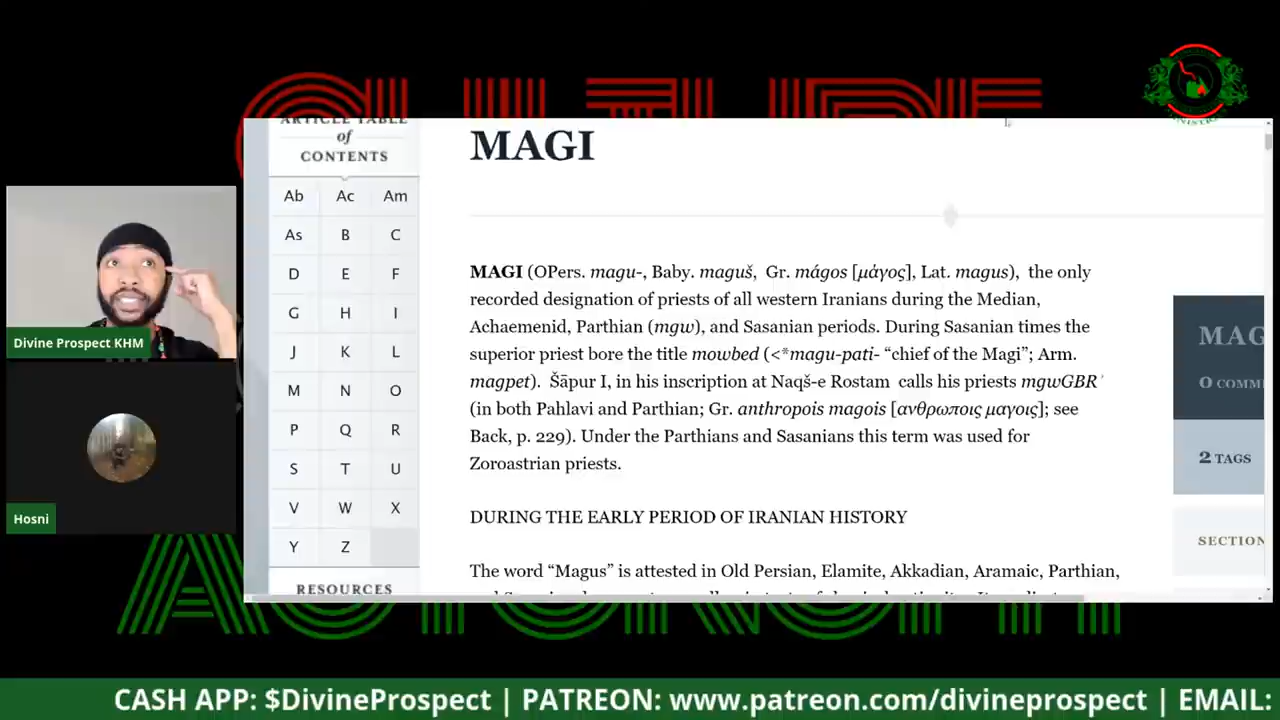 ARTICLE TABLE
of
CONTENTS
Ab Ac Am
As B C
D E F
G H I
J K L
M N O
P Q R
S T U
V W X
Y Z
RESOURCES
MAGI
MAGI (OPers. magu-, Baby. maguš, Gr. mágos [μάγος], Lat. magus), the only
recorded designation of priests of all western Iranians during the Median,
Achaemenid, Parthian (mgw), and Sasanian periods. During Sasanian times the
superior priest bore the title mowbed (<*magu-pati- “chief of the Magi”; Arm.
magpet). Šāpur I, in his inscription at Naqš-e Rostam calls his priests mgwGBRʾ
(in both Pahlavi and Parthian; Gr. anthropois magois [ανθρωποις μαγοις]; see
Back, p. 229). Under the Parthians and Sasanians this term was used for
Zoroastrian priests.
DURING THE EARLY PERIOD OF IRANIAN HISTORY
The word “Magus” is attested in Old Persian, Elamite, Akkadian, Aramaic, Parthian,
MAG
0 COMM
2 TAGS
SECTION
Divine Prospect KHM
Hosni
CASH APP: $DivineProspect | PATREON: www.patreon.com/divineprospect | EMAIL: